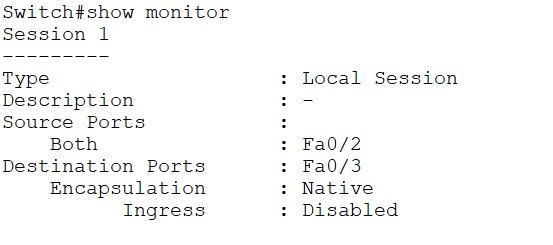 Switch#show monitor
Session 1
---------
Type : Local Session
Description : -
Source Ports :
Both : Fa0/2
Destination Ports : Fa0/3
Encapsulation : Native
Ingress : Disabled